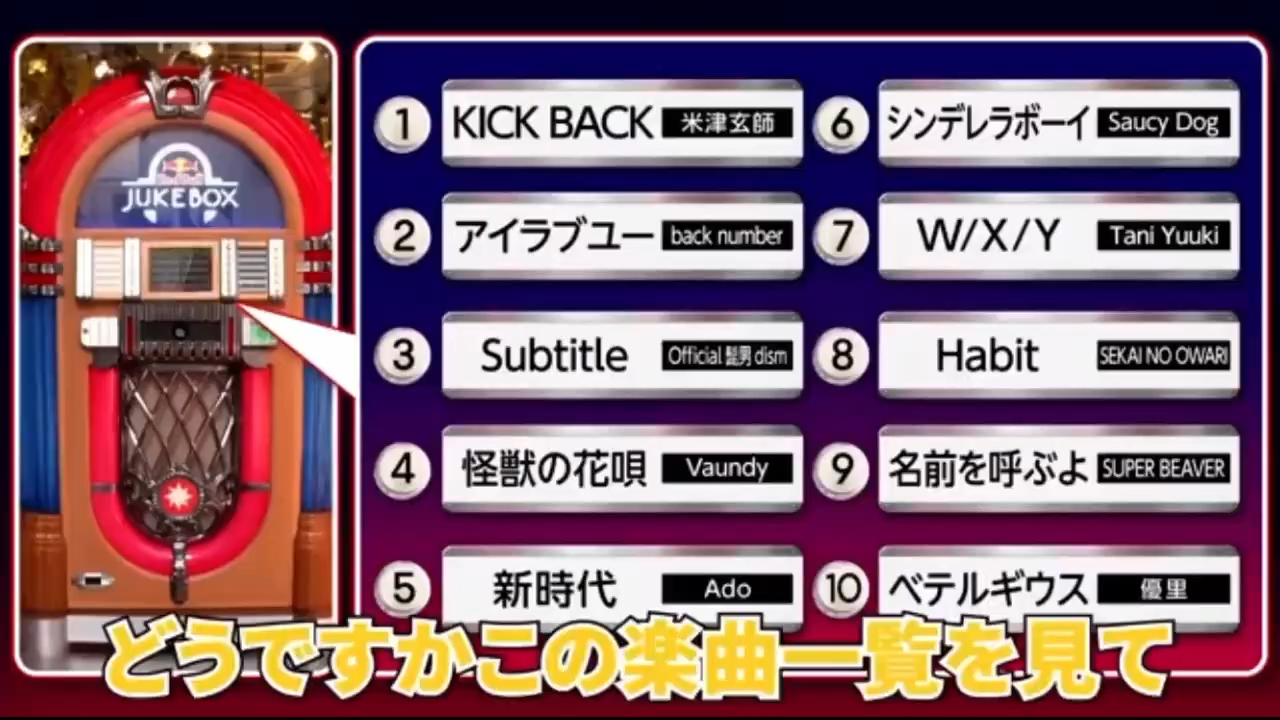 JUKEBOX
1 KICK BACK 米津玄師
2 アイラブユー back number
3 Subtitle Official髭男dism
4 怪獣の花唄 Vaundy
5 新時代 Ado
6 シンデレラボーイ Saucy Dog
7 W/X/Y Tani Yuuki
8 Habit SEKAI NO OWARI
9 名前を呼ぶよ SUPER BEAVER
10 ベテルギウス 優里
どうですかこの楽曲一覧を見て